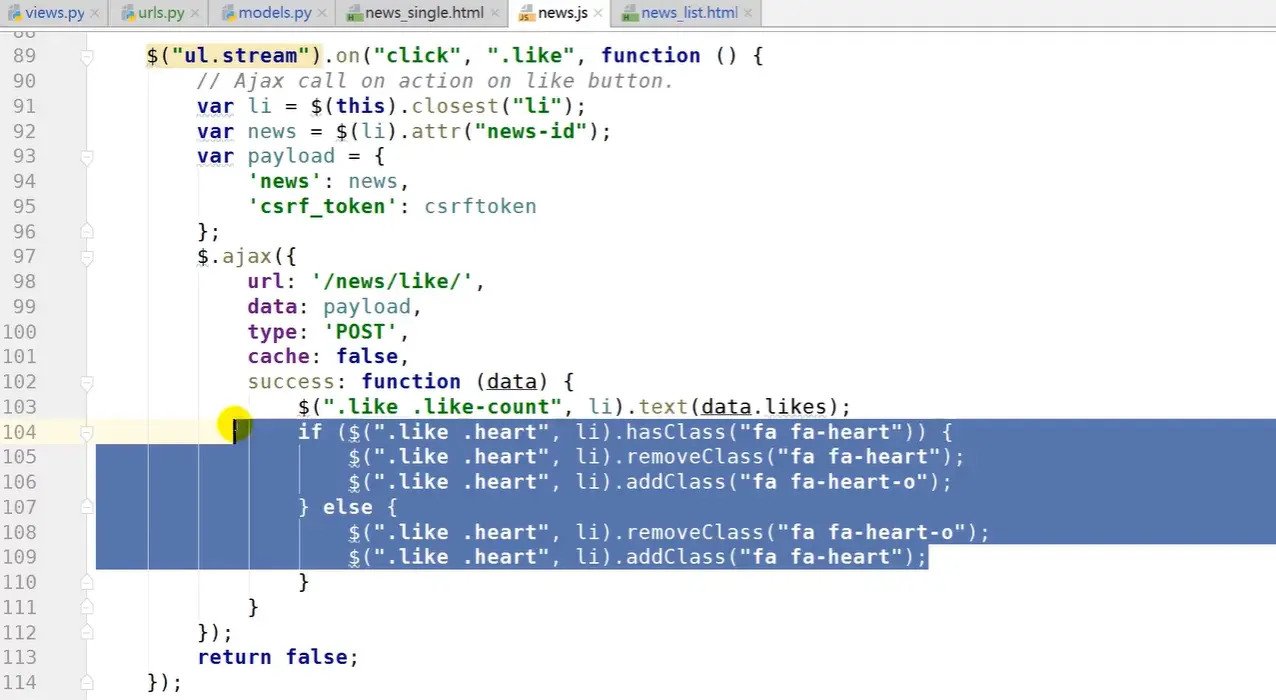 views.py urls.py models.py news_single.html news.js news_list.html
88
89 $("ul.stream").on("click", ".like", function () {
90 // Ajax call on action on like button.
91 var li = $(this).closest("li");
92 var news = $(li).attr("news-id");
93 var payload = {
94 'news': news,
95 'csrf_token': csrftoken
96 };
97 $.ajax({
98 url: '/news/like/',
99 data: payload,
100 type: 'POST',
101 cache: false,
102 success: function (data) {
103 $(".like .like-count", li).text(data.likes);
104 if ($(".like .heart", li).hasClass("fa fa-heart")) {
105 $(".like .heart", li).removeClass("fa fa-heart");
106 $(".like .heart", li).addClass("fa fa-heart-o");
107 } else {
108 $(".like .heart", li).removeClass("fa fa-heart-o");
109 $(".like .heart", li).addClass("fa fa-heart");
110 }
111 }
112 });
113 return false;
114 });